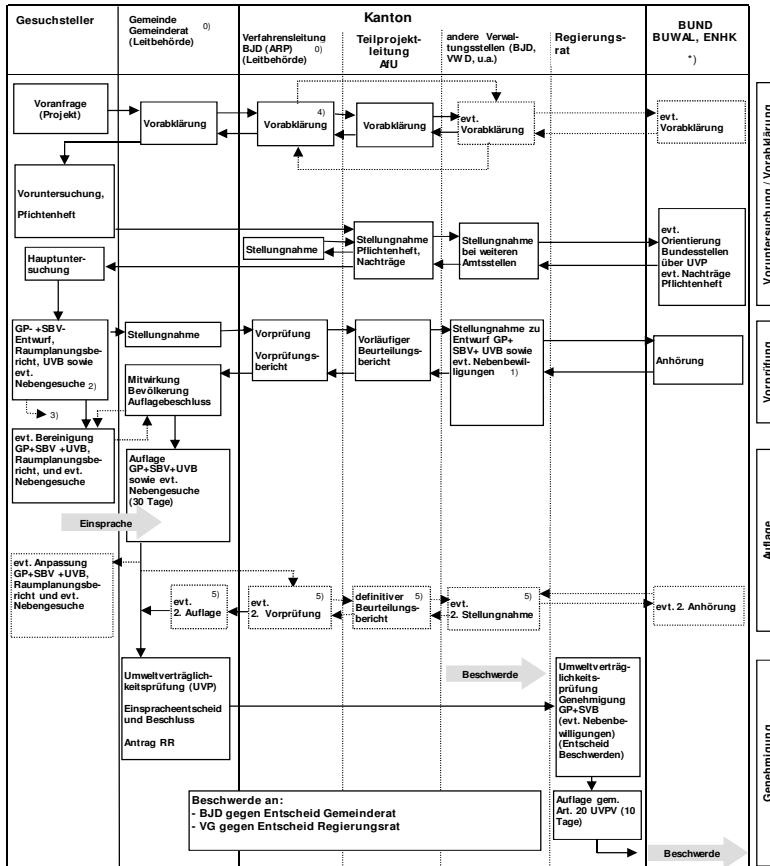 Gesuchsteller
Gemeinde
Gemeinderat 0)
(Leitbehörde)
Kanton
Verfahrensleitung
BJD (ARP) 0)
(Leitbehörde)
Teilprojekt-
leitung
AfU
andere Verwal-
tungsstellen (BJD,
VWD, u.a.)
Regierungs-
rat
BUND
BUWAL, ENHK
*)
Voranfrage
(Projekt)
Vorabklärung
4)
Vorabklärung
Vorabklärung
evt.
Vorabklärung
evt.
Vorabklärung
Voruntersuchung / Vorabklärung
Voruntersuchung,
Pfichtenheft
Stellungnahme
Stellungnahme
Pflichtenheft,
Nachträge
Stellungnahme
bei weiteren
Amtsstellen
evt.
Orientierung
Bundesstellen
über UVP
evt. Nachträge
Pflichtenheft
Hauptunter-
suchung
GP- +SBV-
Entwurf,
Raumplanungsbe-
richt, UVB sowie
evt.
Nebengesuche 2)
Stellungnahme
Vorprüfung
Vorprüfungs-
bericht
Vorläufiger
Beurteilungs-
bericht
Stellungnahme zu
Entwurf GP+
SBV+ UVB sowie
evt. Nebenbewil-
ligungen 1)
Anhörung
Vorprüfung
3)
Mitwirkung
Bevölkerung
Auflagebeschluss
evt. Bereinigung
GP+SBV +UVB,
Raumplanungsbe-
richt, und evt.
Nebengesuche
Auflage
GP+SBV+UVB
sowie evt.
Nebengesuche
(30 Tage)
Einsprache
Auflage
evt. Anpassung
GP+SBV +UVB,
Raumplanungsbe-
richt und evt.
Nebengesuche
5)
evt.
2. Auflage
5)
evt.
2. Vorprüfung
definitiver 5)
Beurteilungs-
bericht
5)
evt.
2. Stellungnahme
evt. 2. Anhörung
Umweltverträglich-
keitsprüfung (UVP)
Einspracheentscheid
und Beschluss
Antrag RR
Beschwerde
Umweltverträg-
lichkeits-
prüfung
Genehmigung
GP+SVB
(evt. Nebenbe-
willigungen)
(Entscheid
Beschwerden)
Genehmigung
Beschwerde an:
- BJD gegen Entscheid Gemeinderat
- VG gegen Entscheid Regierungsrat
Auflage gem.
Art. 20 UVPV (10
Tage)
Beschwerde